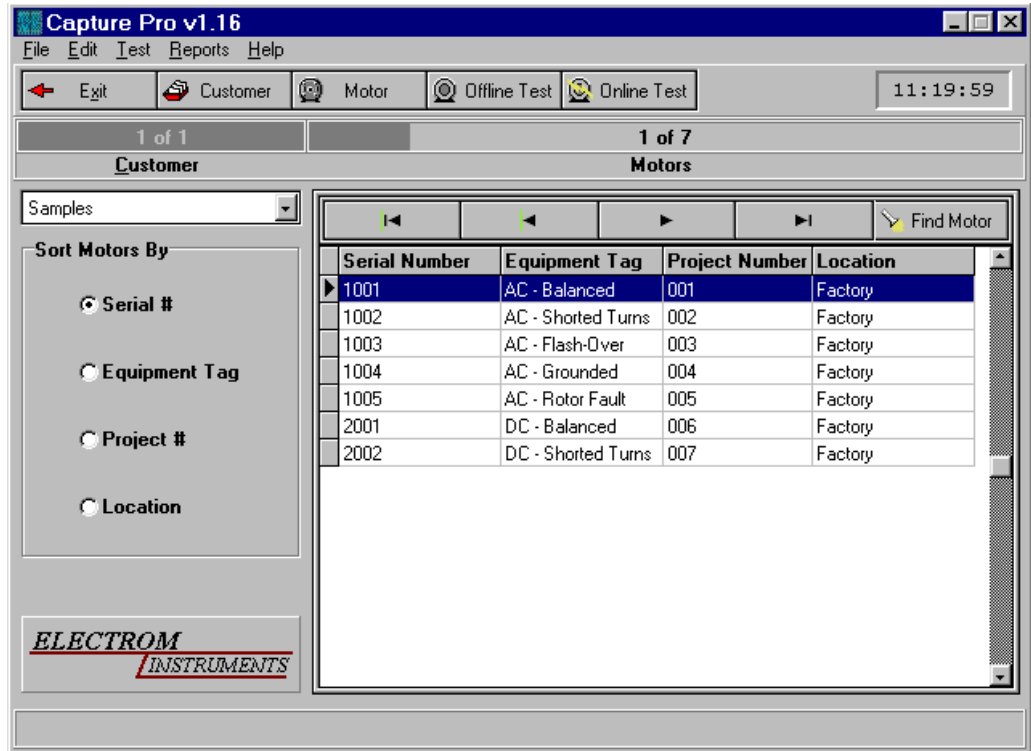 Capture Pro v1.16
File Edit Test Reports Help
Exit Customer Motor Offline Test Online Test 11:19:59
1 of 1 1 of 7
Customer Motors
Samples
Find Motor
Sort Motors By
Serial #
Equipment Tag
Project #
Location
Serial Number Equipment Tag Project Number Location
1001 AC - Balanced 001 Factory
1002 AC - Shorted Turns 002 Factory
1003 AC - Flash-Over 003 Factory
1004 AC - Grounded 004 Factory
1005 AC - Rotor Fault 005 Factory
2001 DC - Balanced 006 Factory
2002 DC - Shorted Turns 007 Factory
ELECTROM
INSTRUMENTS